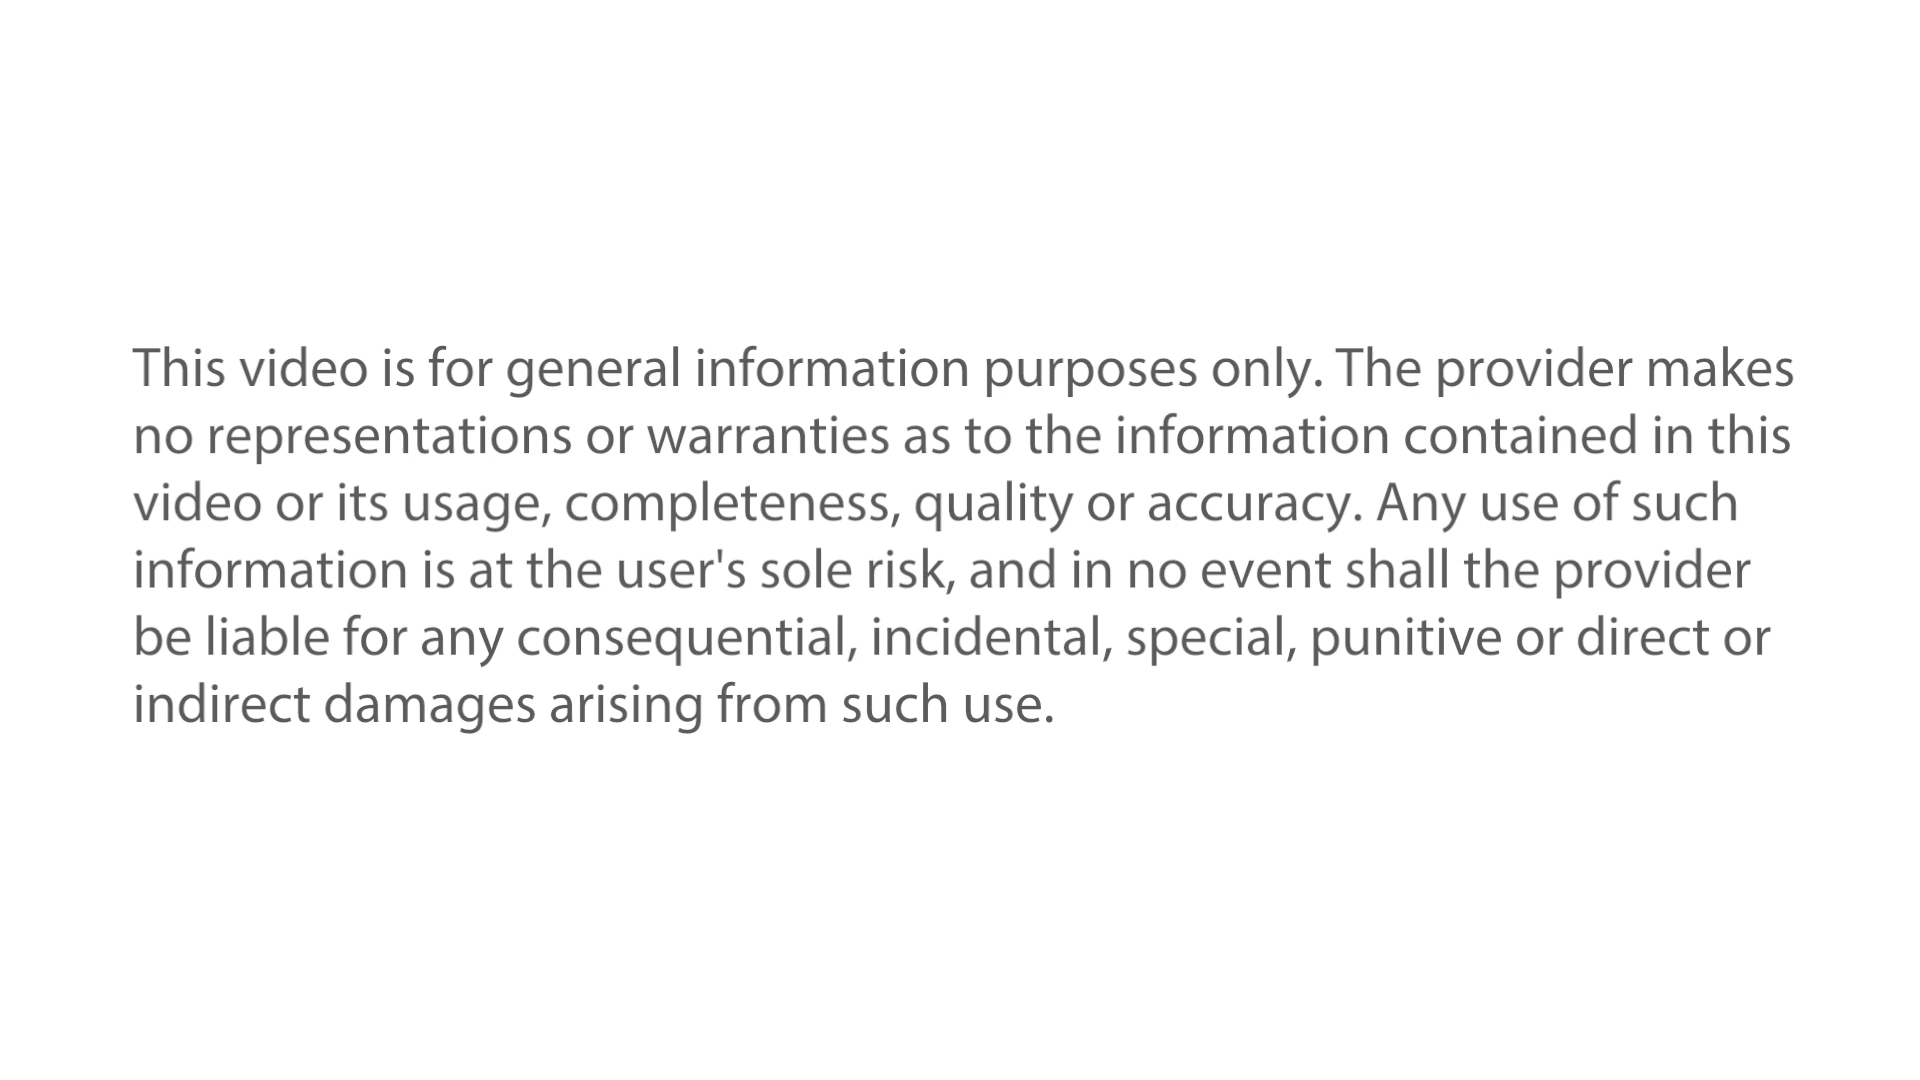 This video is for general information purposes only. The provider makes
no representations or warranties as to the information contained in this
video or its usage, completeness, quality or accuracy. Any use of such
information is at the user's sole risk, and in no event shall the provider
be liable for any consequential, incidental, special, punitive or direct or
indirect damages arising from such use.